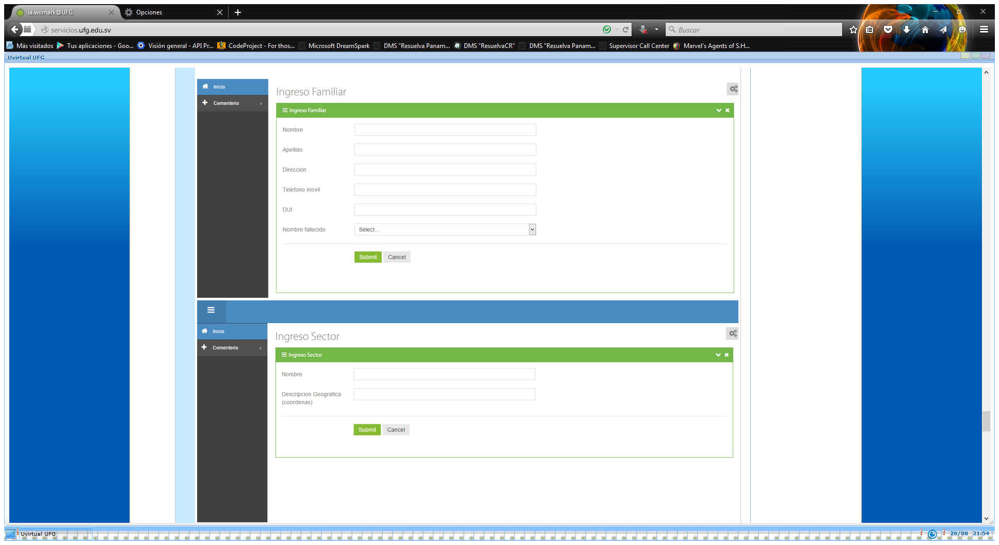 ia.wilmark@UFG
Opciones
servicios.ufg.edu.sv
Buscar
Más visitados Tus aplicaciones - Goo... Visión general - API Pr... CodeProject - For thos... Microsoft DreamSpark DMS "Resuelva Panam... DMS "ResuelvaCR" DMS "Resuelva Panam... Supervisor Call Center Marvel's Agents of S.H...
Uvirtual UFG
Inicio
Cementerio
Ingreso Familiar
Ingreso Familiar
Nombre
Apellido
Direccion
Telefono movil
DUI
Nombre fallecido Select...
Submit Cancel
Inicio
Cementerio
Ingreso Sector
Ingreso Sector
Nombre
Descripcion Geografica
(coordenas)
Submit Cancel
Uvirtual UFG
28/08 21:54